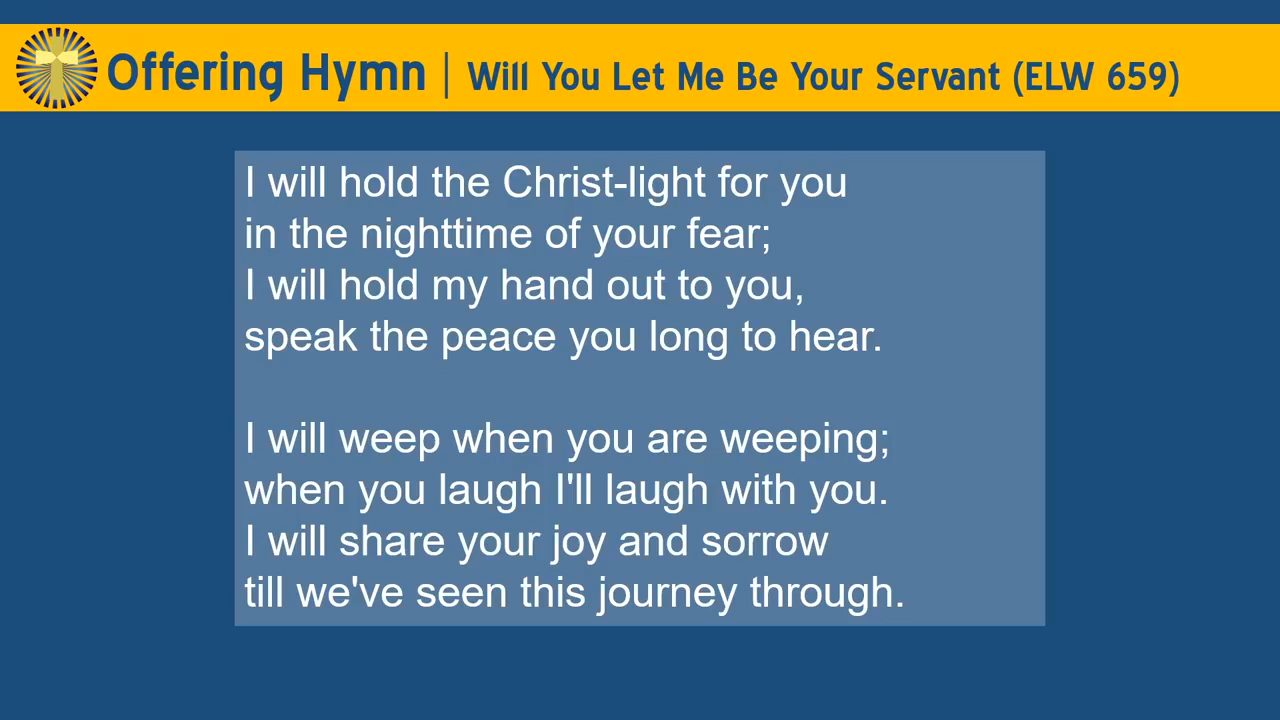 Offering Hymn | Will You Let Me Be Your Servant (ELW 659)
I will hold the Christ-light for you
in the nighttime of your fear;
I will hold my hand out to you,
speak the peace you long to hear.
I will weep when you are weeping;
when you laugh I'll laugh with you.
I will share your joy and sorrow
till we've seen this journey through.